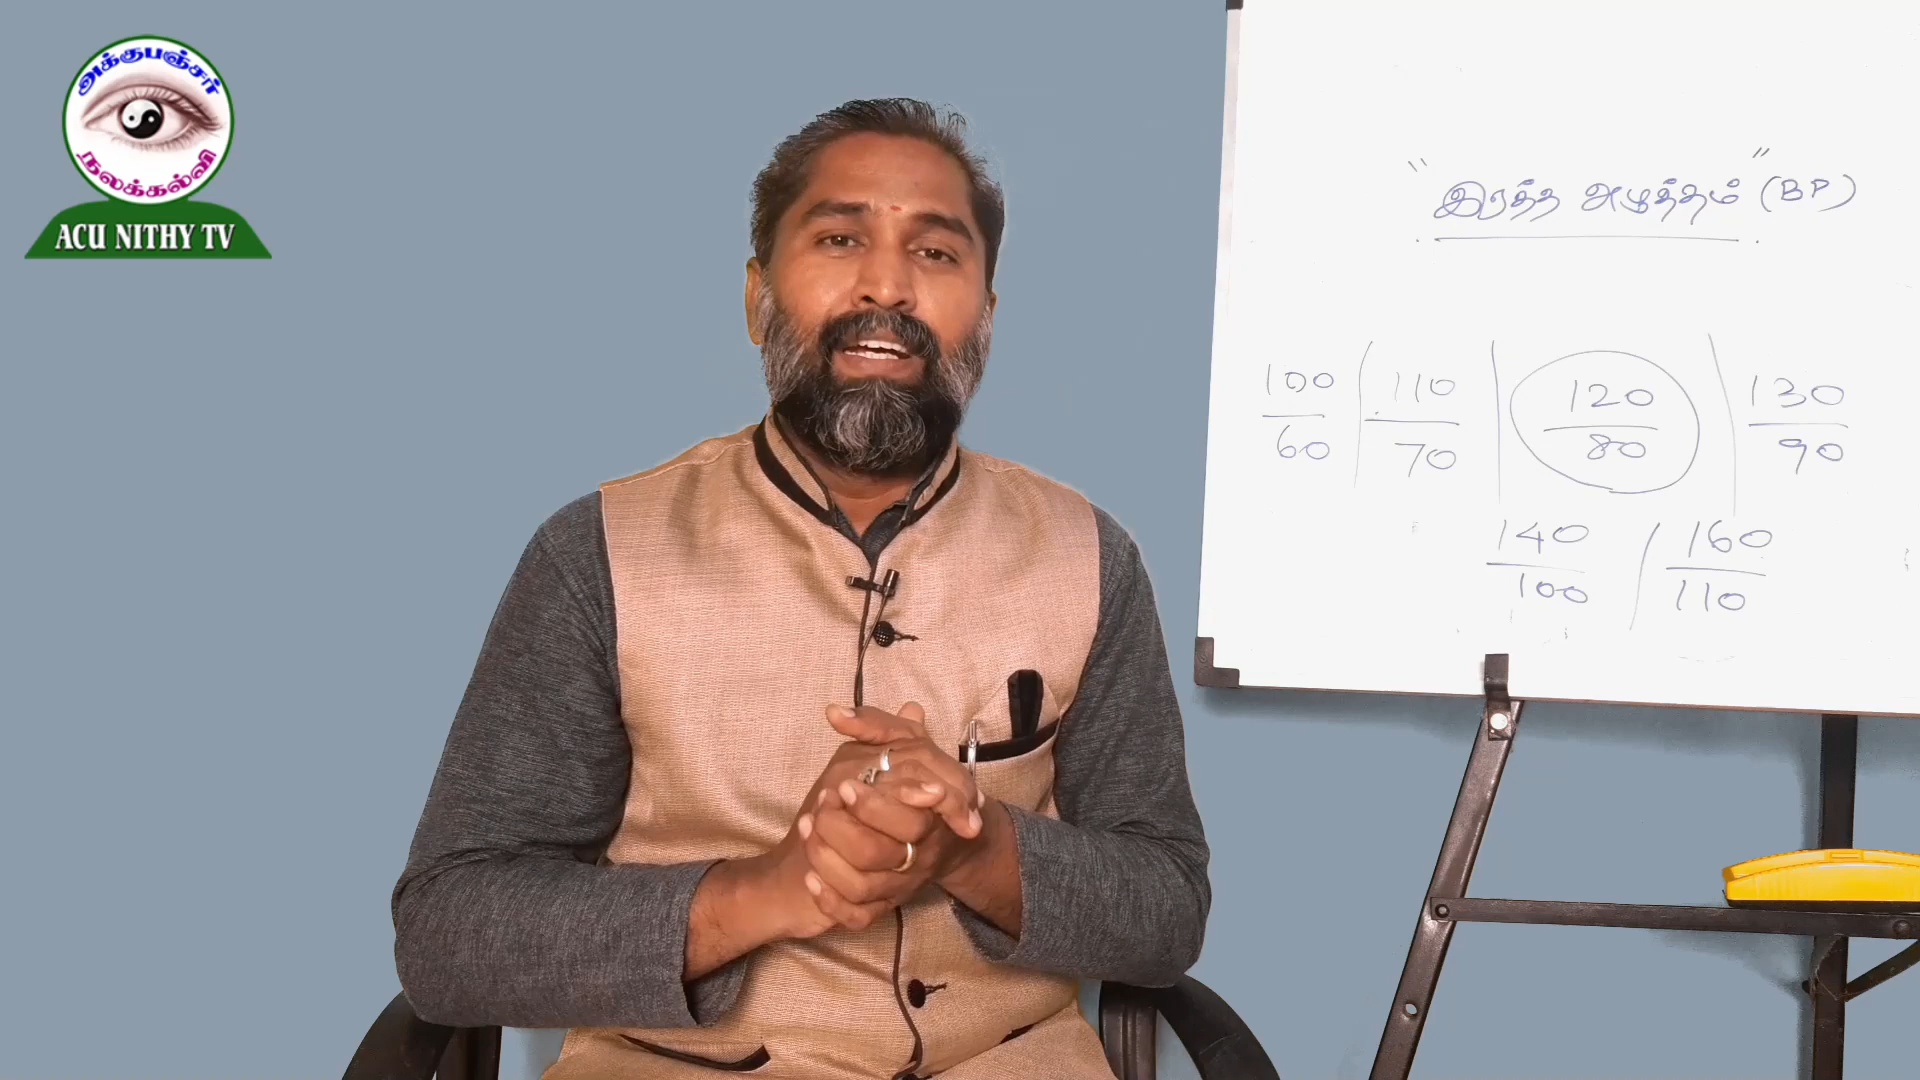 அக்குபஞ்சர்
நலக்கல்வி
ACU NITHY TV
" இரத்த அழுத்தம் " (BP)
100/60 | 110/70 | 120/80 | 130/90
140/100 / 160/110